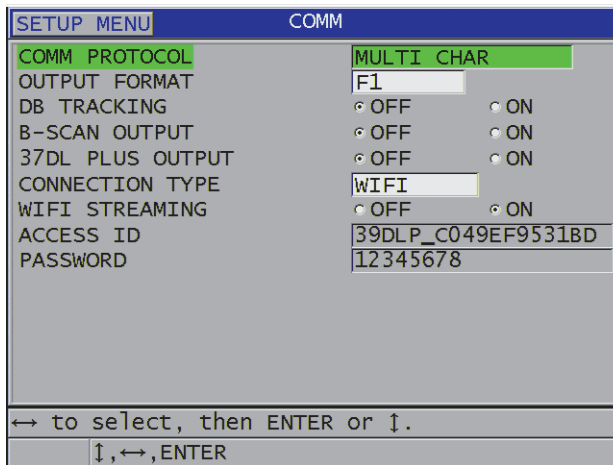 SETUP MENU COMM
COMM PROTOCOL MULTI CHAR
OUTPUT FORMAT F1
DB TRACKING OFF ON
B-SCAN OUTPUT OFF ON
37DL PLUS OUTPUT OFF ON
CONNECTION TYPE WIFI
WIFI STREAMING OFF ON
ACCESS ID 39DLP_C049EF9531BD
PASSWORD 12345678
↔ to select, then ENTER or ↕.
↕,↔,ENTER